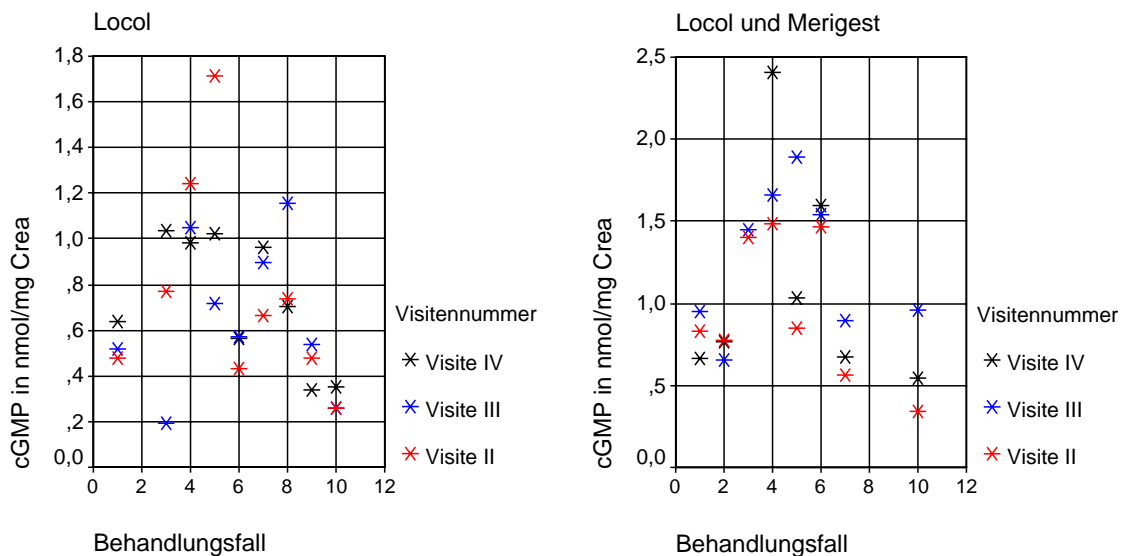 Locol
1,8
1,6
1,4
1,2
1,0
,8
,6
,4
,2
0,0
cGMP in nmol/mg Crea
0 2 4 6 8 10 12
Behandlungsfall
Visitennummer
Visite IV
Visite III
Visite II
Locol und Merigest
2,5
2,0
1,5
1,0
,5
0,0
cGMP in nmol/mg Crea
0 2 4 6 8 10 12
Behandlungsfall
Visitennummer
Visite IV
Visite III
Visite II